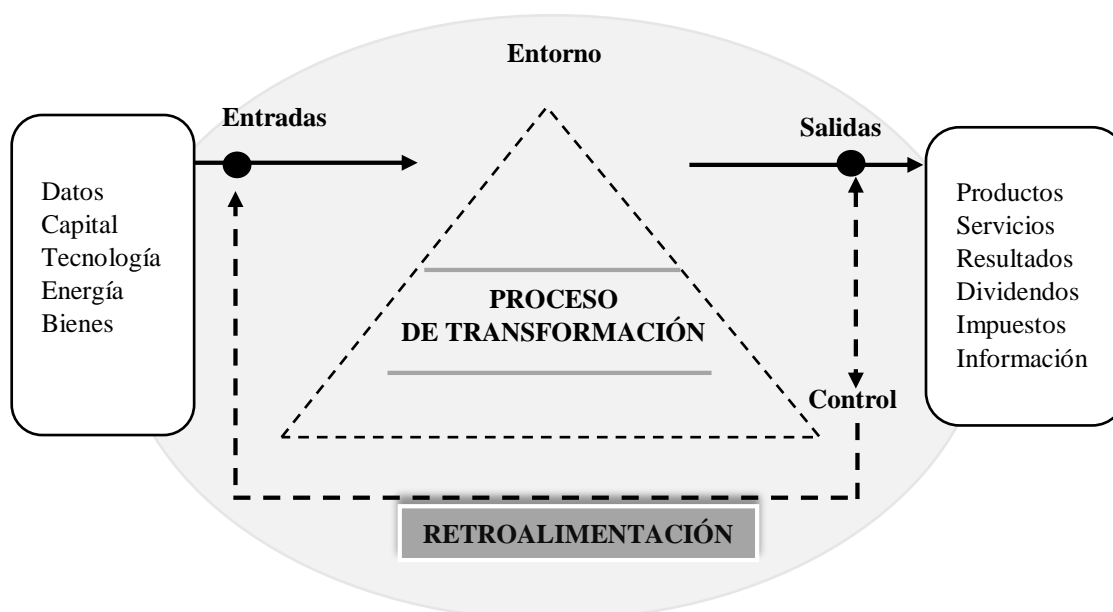 Entorno
Entradas
Salidas
Datos
Capital
Tecnología
Energía
Bienes
PROCESO
DE TRANSFORMACIÓN
Productos
Servicios
Resultados
Dividendos
Impuestos
Información
Control
RETROALIMENTACIÓN